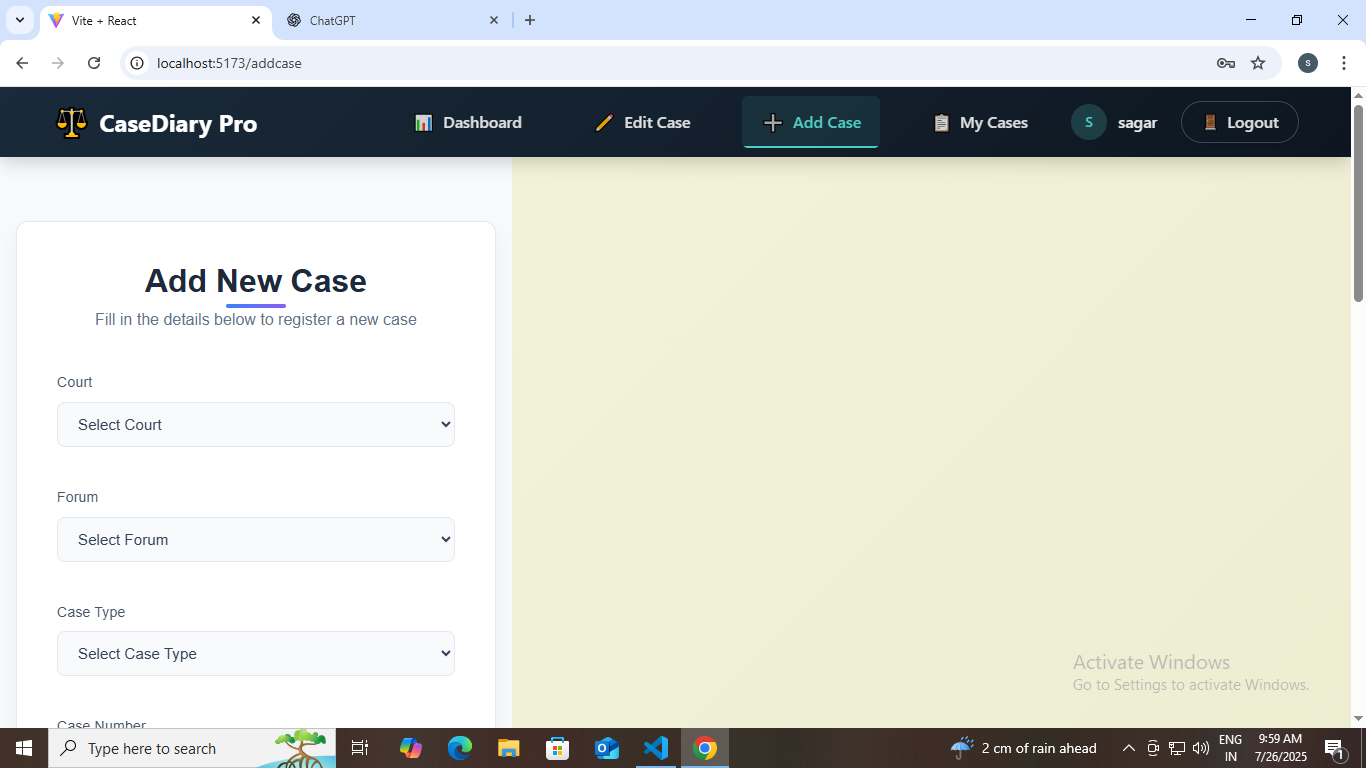 Vite + React
ChatGPT
localhost:5173/addcase
S
CaseDiary Pro
Dashboard
Edit Case
Add Case
My Cases
S
sagar
Logout
Add New Case
Fill in the details below to register a new case
Court
Select Court
Forum
Select Forum
Case Type
Select Case Type
Case Number
Activate Windows
Go to Settings to activate Windows.
Type here to search
2 cm of rain ahead
ENG
IN
9:59 AM
7/26/2025
1